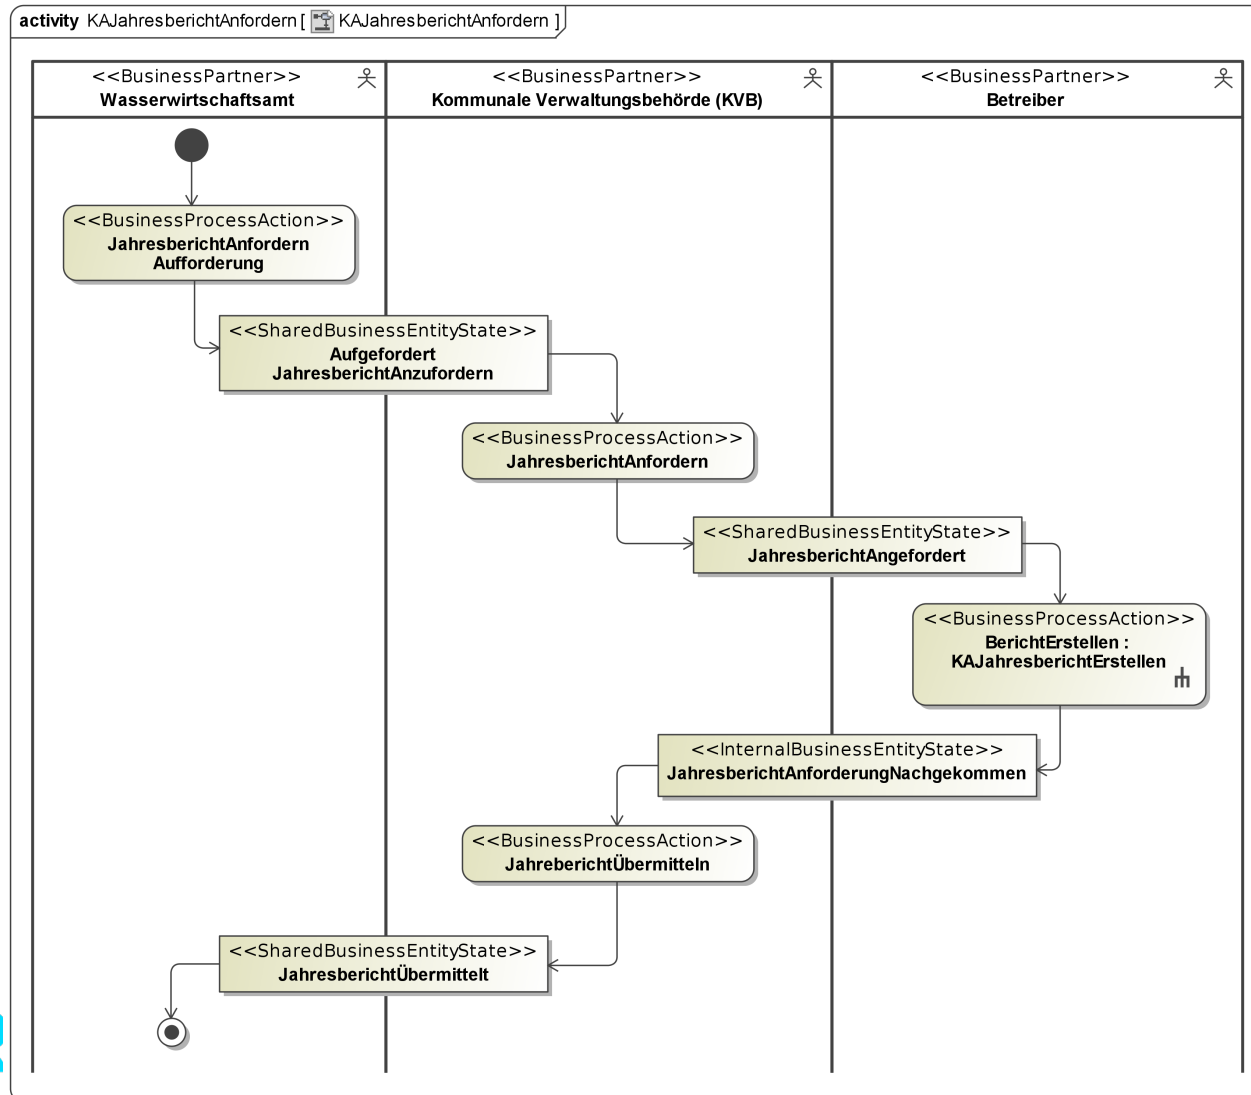 activity KAJahresberichtAnfordern [ KAJahresberichtAnfordern ]
<<BusinessPartner>>
Wasserwirtschaftsamt
<<BusinessPartner>>
Kommunale Verwaltungsbehörde (KVB)
<<BusinessPartner>>
Betreiber
<<BusinessProcessAction>>
JahresberichtAnfordern
Aufforderung
<<SharedBusinessEntityState>>
Aufgefordert
JahresberichtAnzufordern
<<BusinessProcessAction>>
JahresberichtAnfordern
<<SharedBusinessEntityState>>
JahresberichtAngefordert
<<BusinessProcessAction>>
BerichtErstellen :
KAJahresberichtErstellen
<<InternalBusinessEntityState>>
JahresberichtAnforderungNachgekommen
<<BusinessProcessAction>>
JahreberichtÜbermitteln
<<SharedBusinessEntityState>>
JahresberichtÜbermittelt